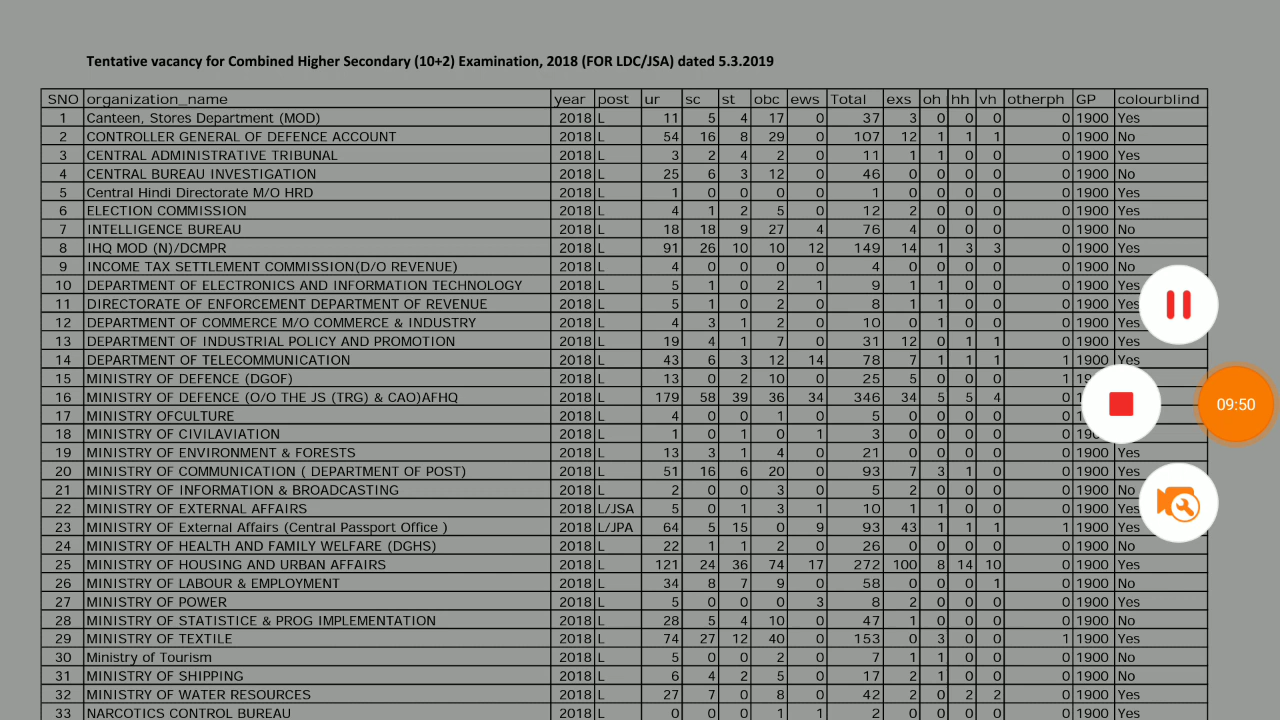 Tentative vacancy for Combined Higher Secondary (10+2) Examination, 2018 (FOR LDC/JSA) dated 5.3.2019
SNO organization_name year post ur sc st obc ews Total exs oh hh vh otherph GP colourblind
1 Canteen, Stores Department (MOD) 2018 L 11 5 4 17 0 37 3 0 0 0 0 1900 Yes
2 CONTROLLER GENERAL OF DEFENCE ACCOUNT 2018 L 54 16 8 29 0 107 12 1 1 1 0 1900 No
3 CENTRAL ADMINISTRATIVE TRIBUNAL 2018 L 3 2 4 2 0 11 1 1 0 0 0 1900 Yes
4 CENTRAL BUREAU INVESTIGATION 2018 L 25 6 3 12 0 46 0 0 0 0 0 1900 No
5 Central Hindi Directorate M/O HRD 2018 L 1 0 0 0 0 1 0 0 0 0 0 1900 Yes
6 ELECTION COMMISSION 2018 L 4 1 2 5 0 12 2 0 0 0 0 1900 Yes
7 INTELLIGENCE BUREAU 2018 L 18 18 9 27 4 76 4 0 0 0 0 1900 No
8 IHQ MOD (N)/DCMPR 2018 L 91 26 10 10 12 149 14 1 3 3 0 1900 Yes
9 INCOME TAX SETTLEMENT COMMISSION(D/O REVENUE) 2018 L 4 0 0 0 0 4 0 0 0 0 0 1900 No
10 DEPARTMENT OF ELECTRONICS AND INFORMATION TECHNOLOGY 2018 L 5 1 0 2 1 9 1 1 0 0 0 1900 Yes
11 DIRECTORATE OF ENFORCEMENT DEPARTMENT OF REVENUE 2018 L 5 1 0 2 0 8 1 1 0 0 0 1900 Yes
12 DEPARTMENT OF COMMERCE M/O COMMERCE & INDUSTRY 2018 L 4 3 1 2 0 10 0 1 0 0 0 1900 Yes
13 DEPARTMENT OF INDUSTRIAL POLICY AND PROMOTION 2018 L 19 4 1 7 0 31 12 0 1 1 0 1900 Yes
14 DEPARTMENT OF TELECOMMUNICATION 2018 L 43 6 3 12 14 78 7 1 1 1 1 1900 Yes
15 MINISTRY OF DEFENCE (DGOF) 2018 L 13 0 2 10 0 25 5 0 0 0 1
16 MINISTRY OF DEFENCE (O/O THE JS (TRG) & CAO)AFHQ 2018 L 179 58 39 36 34 346 34 5 5 4 0
17 MINISTRY OFCULTURE 2018 L 4 0 0 1 0 5 0 0 0 0 0
18 MINISTRY OF CIVILAVIATION 2018 L 1 0 1 0 1 3 0 0 0 0 0
19 MINISTRY OF ENVIRONMENT & FORESTS 2018 L 13 3 1 4 0 21 0 0 0 0 0 1900 Yes
20 MINISTRY OF COMMUNICATION ( DEPARTMENT OF POST) 2018 L 51 16 6 20 0 93 7 3 1 0 0 1900 Yes
21 MINISTRY OF INFORMATION & BROADCASTING 2018 L 2 0 0 3 0 5 2 0 0 0 0 1900 No
22 MINISTRY OF EXTERNAL AFFAIRS 2018 L/JSA 5 0 1 3 1 10 1 1 0 0 0 1900 Yes
23 MINISTRY OF External Affairs (Central Passport Office ) 2018 L/JPA 64 5 15 0 9 93 43 1 1 1 1 1900 Yes
24 MINISTRY OF HEALTH AND FAMILY WELFARE (DGHS) 2018 L 22 1 1 2 0 26 0 0 0 0 0 1900 No
25 MINISTRY OF HOUSING AND URBAN AFFAIRS 2018 L 121 24 36 74 17 272 100 8 14 10 0 1900 Yes
26 MINISTRY OF LABOUR & EMPLOYMENT 2018 L 34 8 7 9 0 58 0 0 0 1 0 1900 No
27 MINISTRY OF POWER 2018 L 5 0 0 0 3 8 2 0 0 0 0 1900 Yes
28 MINISTRY OF STATISTICE & PROG IMPLEMENTATION 2018 L 28 5 4 10 0 47 1 0 0 0 0 1900 No
29 MINISTRY OF TEXTILE 2018 L 74 27 12 40 0 153 0 3 0 0 1 1900 Yes
30 Ministry of Tourism 2018 L 5 0 0 2 0 7 1 1 0 0 0 1900 No
31 MINISTRY OF SHIPPING 2018 L 6 4 2 5 0 17 2 1 0 0 0 1900 No
32 MINISTRY OF WATER RESOURCES 2018 L 27 7 0 8 0 42 2 0 2 2 0 1900 Yes
33 NARCOTICS CONTROL BUREAU 2018 L 0 0 0 1 1 2 0 0 0 0 0 1900 Yes
09:50